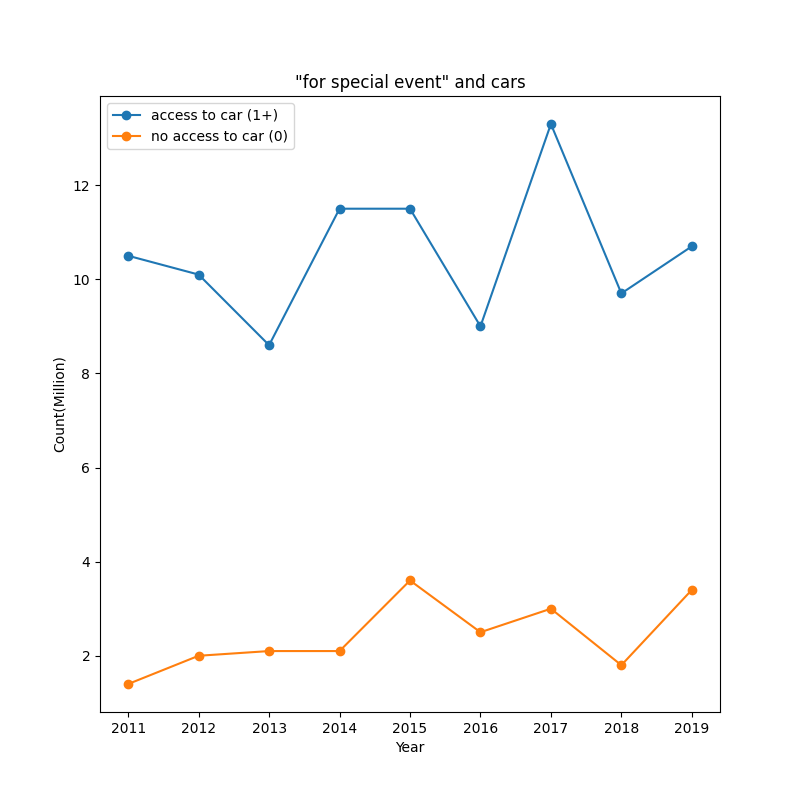 "for special event" and cars
access to car (1+)
no access to car (0)
12
10
8
6
4
2
Count(Million)
2011 2012 2013 2014 2015 2016 2017 2018 2019
Year